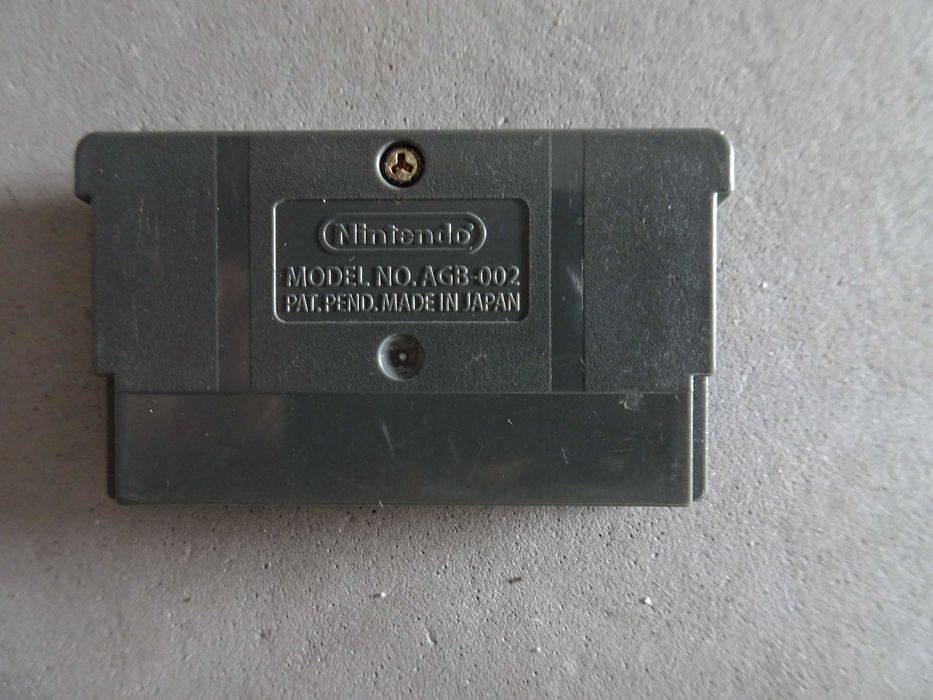 Nintendo
MODEL NO. AGB-002
PAT. PEND. MADE IN JAPAN